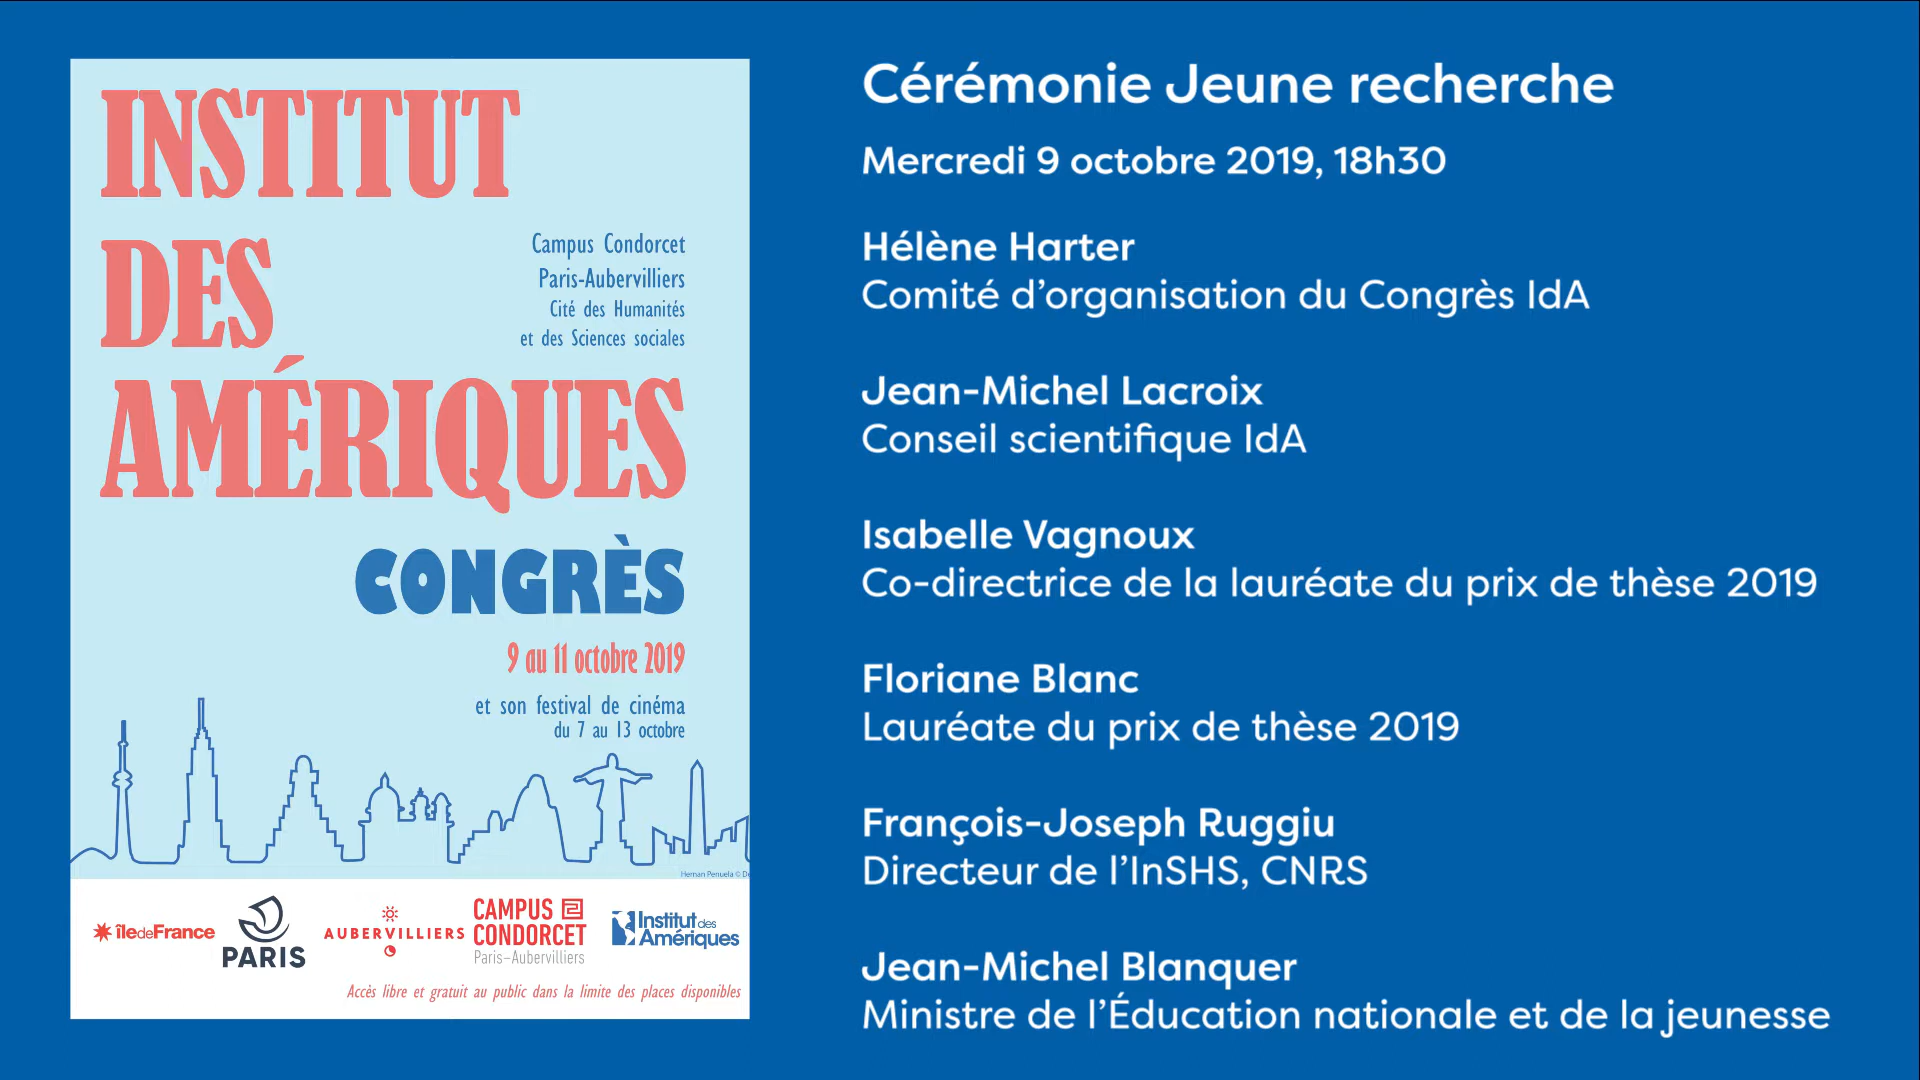 INSTITUT
DES
AMÉRIQUES
Campus Condorcet
Paris-Aubervilliers
Cité des Humanités
et des Sciences sociales
CONGRÈS
9 au 11 octobre 2019
et son festival de cinéma
du 7 au 13 octobre
Hernan Penuela © De
îledeFrance
PARIS
AUBERVILLIERS
CAMPUS
CONDORCET
Paris-Aubervilliers
Institut des
Amériques
Accès libre et gratuit au public dans la limite des places disponibles
Cérémonie Jeune recherche
Mercredi 9 octobre 2019, 18h30
Hélène Harter
Comité d’organisation du Congrès IdA
Jean-Michel Lacroix
Conseil scientifique IdA
Isabelle Vagnoux
Co-directrice de la lauréate du prix de thèse 2019
Floriane Blanc
Lauréate du prix de thèse 2019
François-Joseph Ruggiu
Directeur de l’InSHS, CNRS
Jean-Michel Blanquer
Ministre de l’Éducation nationale et de la jeunesse